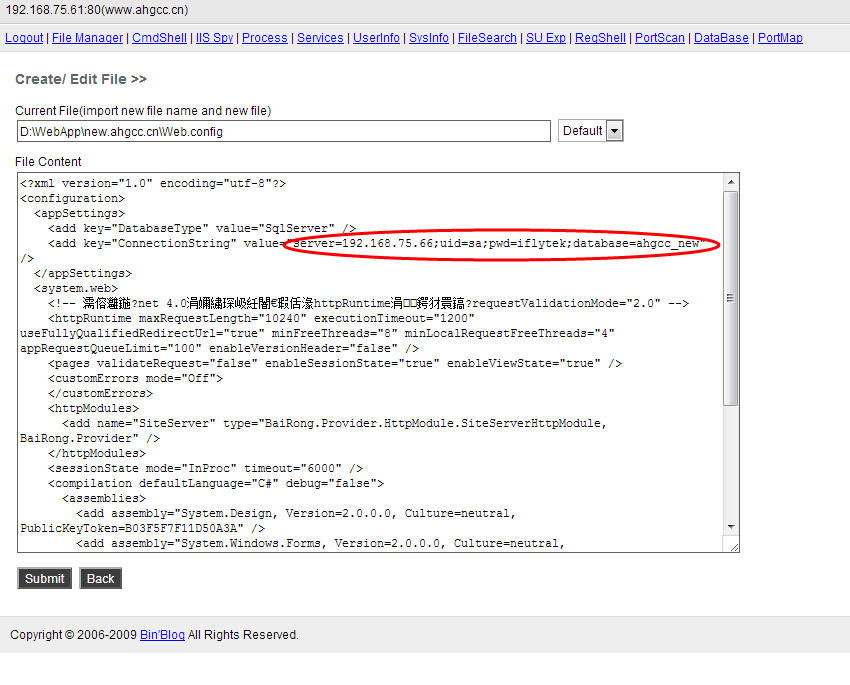 192.168.75.61:80(www.ahgcc.cn)
Logout | File Manager | CmdShell | IIS Spy | Process | Services | UserInfo | SysInfo | FileSearch | SU Exp | RegShell | PortScan | DataBase | PortMap
Create/ Edit File >>
Current File(import new file name and new file)
D:\WebApp\new.ahgcc.cn\Web.config
Default
File Content
<?xml version="1.0" encoding="utf-8"?>
<configuration>
<appSettings>
<add key="DatabaseType" value="SqlServer" />
<add key="ConnectionString" value="server=192.168.75.66;uid=sa;pwd=iflytek;database=ahgcc_new"
/>
</appSettings>
<system.web>
<!-- ?net 4.0 httpRuntime ?requestValidationMode="2.0" -->
<httpRuntime maxRequestLength="10240" executionTimeout="1200"
useFullyQualifiedRedirectUrl="true" minFreeThreads="8" minLocalRequestFreeThreads="4"
appRequestQueueLimit="100" enableVersionHeader="false" />
<pages validateRequest="false" enableSessionState="true" enableViewState="true" />
<customErrors mode="Off">
</customErrors>
<httpModules>
<add name="SiteServer" type="BaiRong.Provider.HttpModule.SiteServerHttpModule,
BaiRong.Provider" />
</httpModules>
<sessionState mode="InProc" timeout="6000" />
<compilation defaultLanguage="C#" debug="false">
<assemblies>
<add assembly="System.Design, Version=2.0.0.0, Culture=neutral,
PublicKeyToken=B03F5F7F11D50A3A" />
<add assembly="System.Windows.Forms, Version=2.0.0.0, Culture=neutral,
Submit Back
Copyright © 2006-2009 Bin'Blog All Rights Reserved.